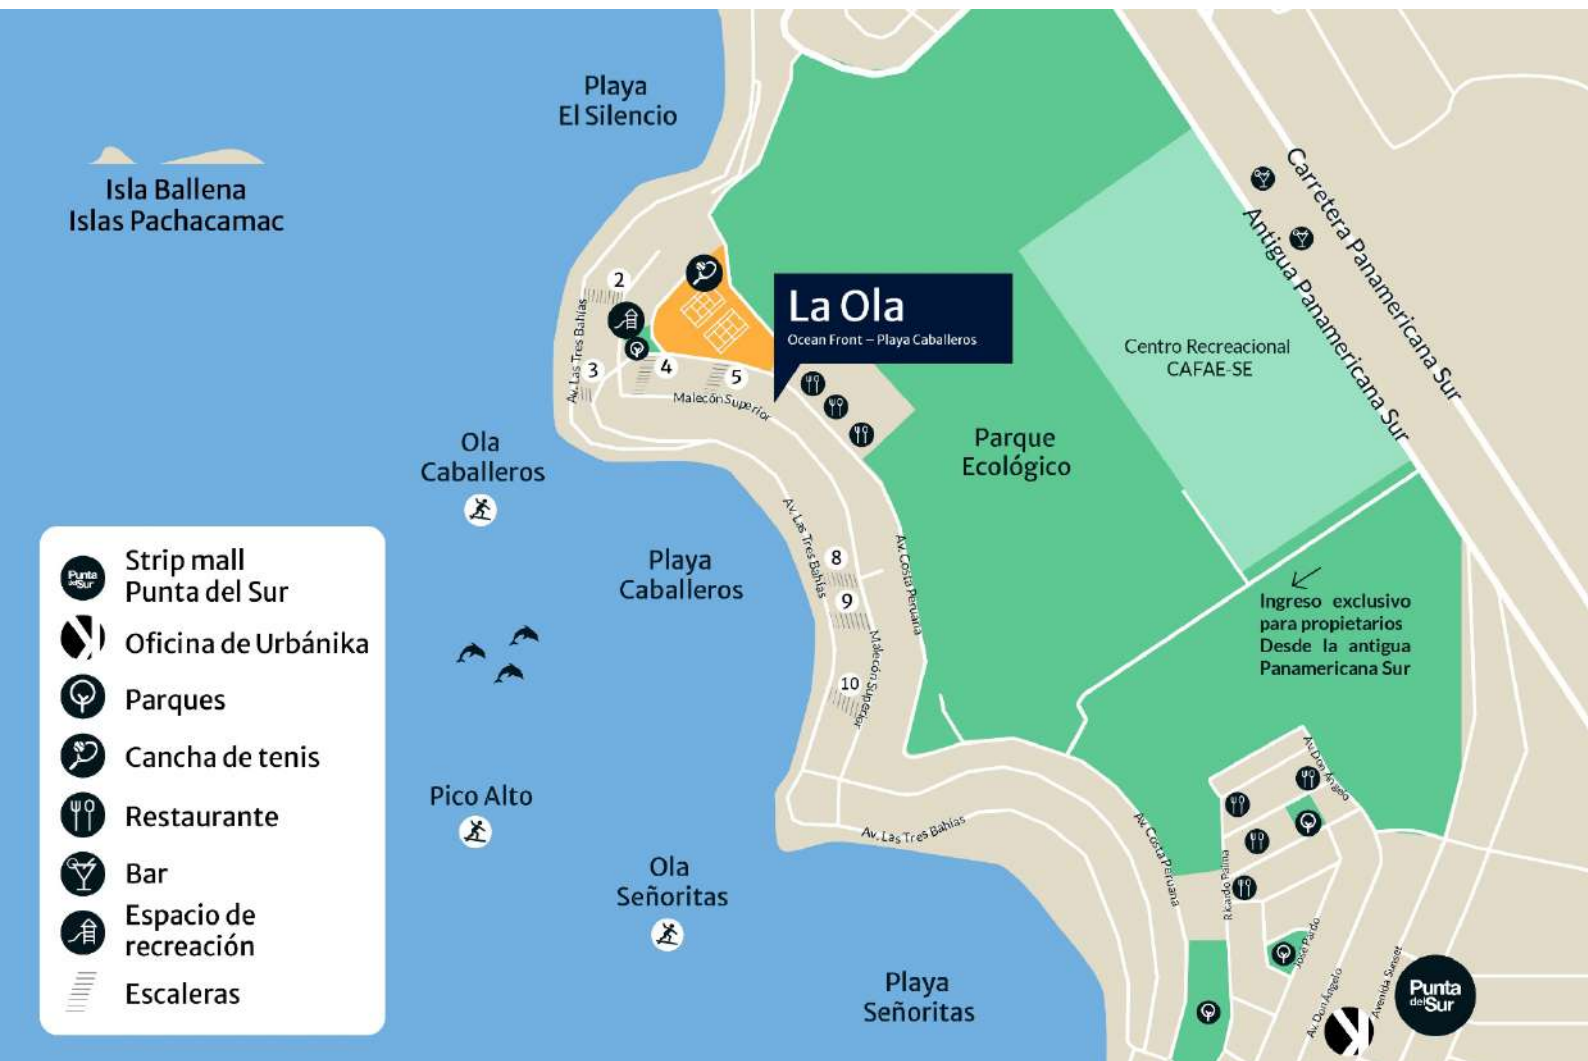 Playa
El Silencio
Isla Ballena
Islas Pachacamac
Carretera Panamericana Sur
Antigua Panamericana Sur
2
La Ola
Ocean Front – Playa Caballeros
Av. Las Tres Bahías
3
4
5
Malecón Superior
Centro Recreacional
CAFAE-SE
Ola
Caballeros
Parque
Ecológico
Av. Las Tres Bahías
Playa
Caballeros
8
9
10
Av. Costa Peruana
Malecón Superior
Ingreso exclusivo
para propietarios
Desde la antigua
Panamericana Sur
Strip mall
Punta del Sur
Punta
del Sur
Oficina de Urbánika
Parques
Cancha de tenis
Restaurante
Bar
Espacio de
recreación
Escaleras
Pico Alto
Av. Las Tres Bahías
Ola
Señoritas
Playa
Señoritas
Av. Costa Peruana
Av. Don Ángelo
Ricardo Palma
José Pardo
Av. Don Ángelo
Avenida Sunset
Punta
del Sur